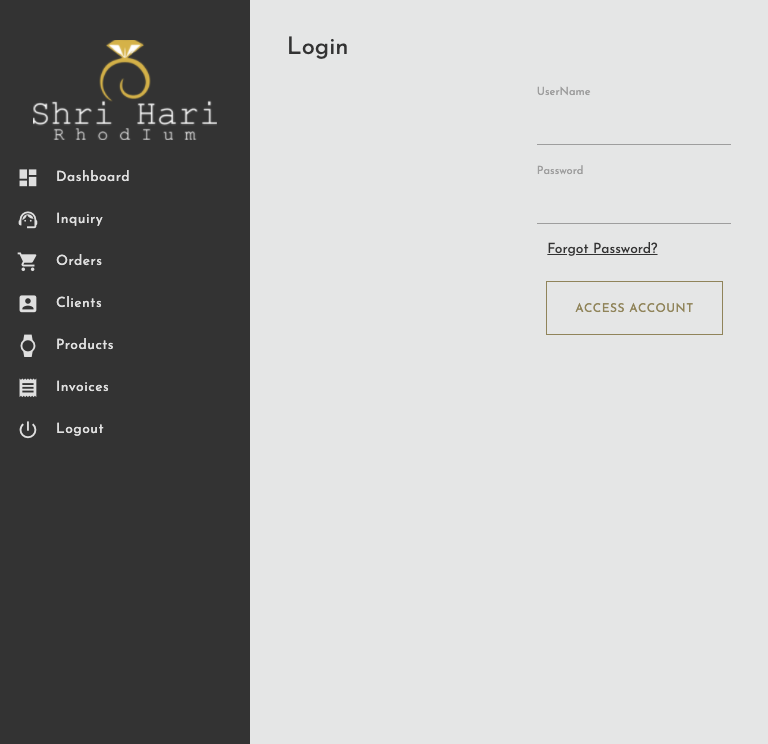 Shri Hari
RhodIum
Dashboard
Inquiry
Orders
Clients
Products
Invoices
Logout
Login
UserName
Password
Forgot Password?
ACCESS ACCOUNT